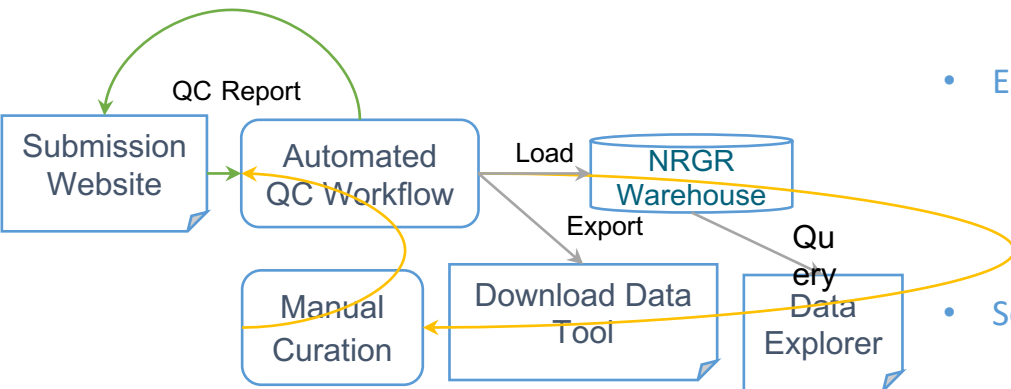 QC Report
• E
Submission
Website
Automated
QC Workflow
Load
NRGR
Warehouse
Export
Qu
ery
Manual
Curation
Download Data
Tool
Data
Explorer
• S